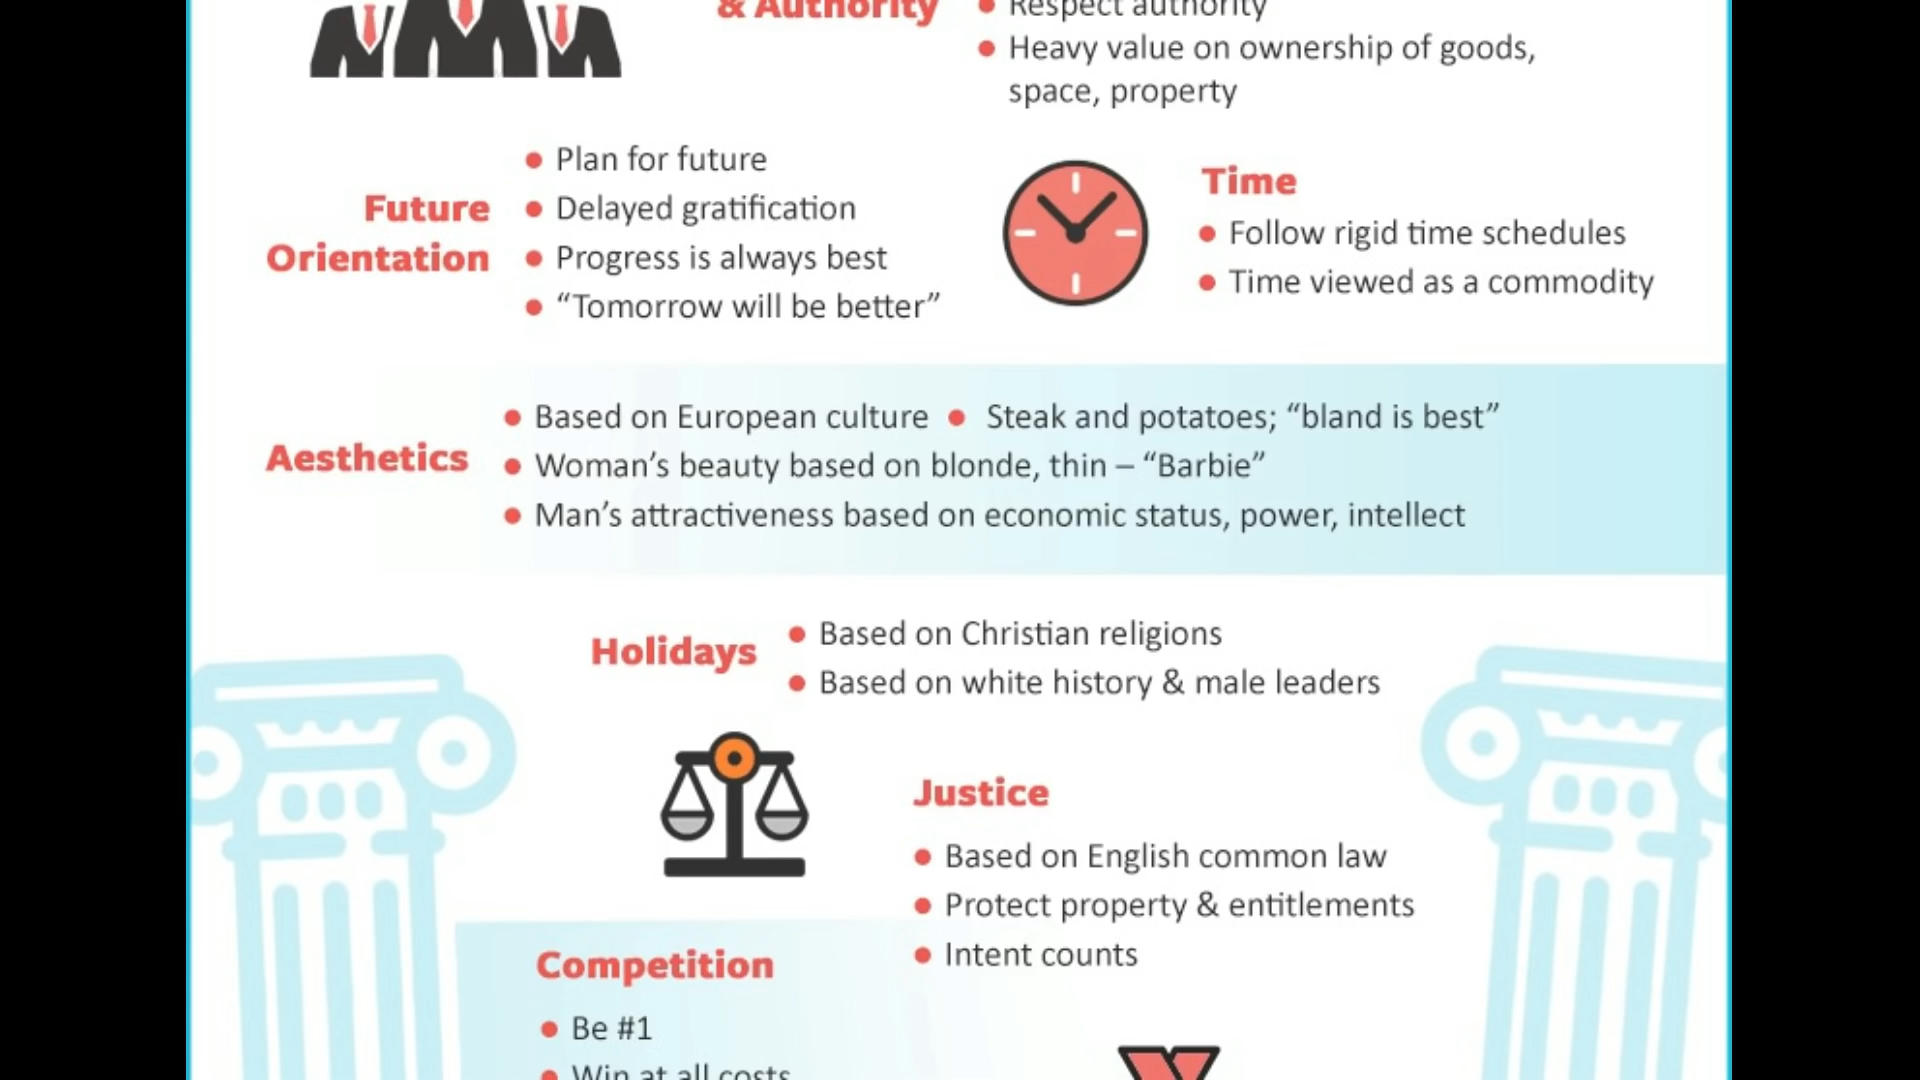 & Authority
● Respect authority
● Heavy value on ownership of goods,
space, property
Future
Orientation
● Plan for future
● Delayed gratification
● Progress is always best
● “Tomorrow will be better”
Time
● Follow rigid time schedules
● Time viewed as a commodity
Aesthetics
● Based on European culture ● Steak and potatoes; “bland is best”
● Woman’s beauty based on blonde, thin – “Barbie”
● Man’s attractiveness based on economic status, power, intellect
Holidays
● Based on Christian religions
● Based on white history & male leaders
Justice
● Based on English common law
● Protect property & entitlements
● Intent counts
Competition
● Be #1
● Win at all costs